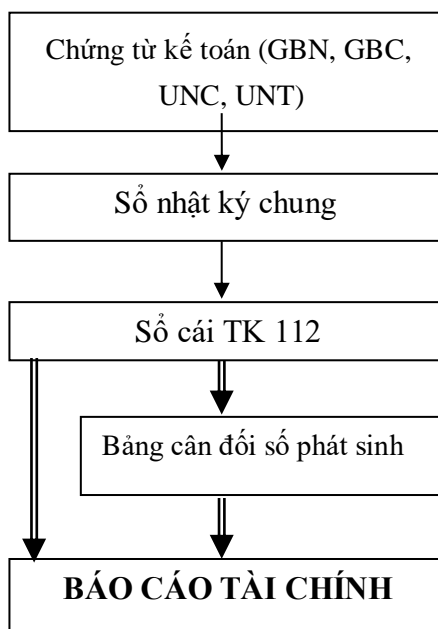 Chứng từ kế toán (GBN, GBC,
UNC, UNT)
Sổ nhật ký chung
Sổ cái TK 112
Bảng cân đối số phát sinh
BÁO CÁO TÀI CHÍNH